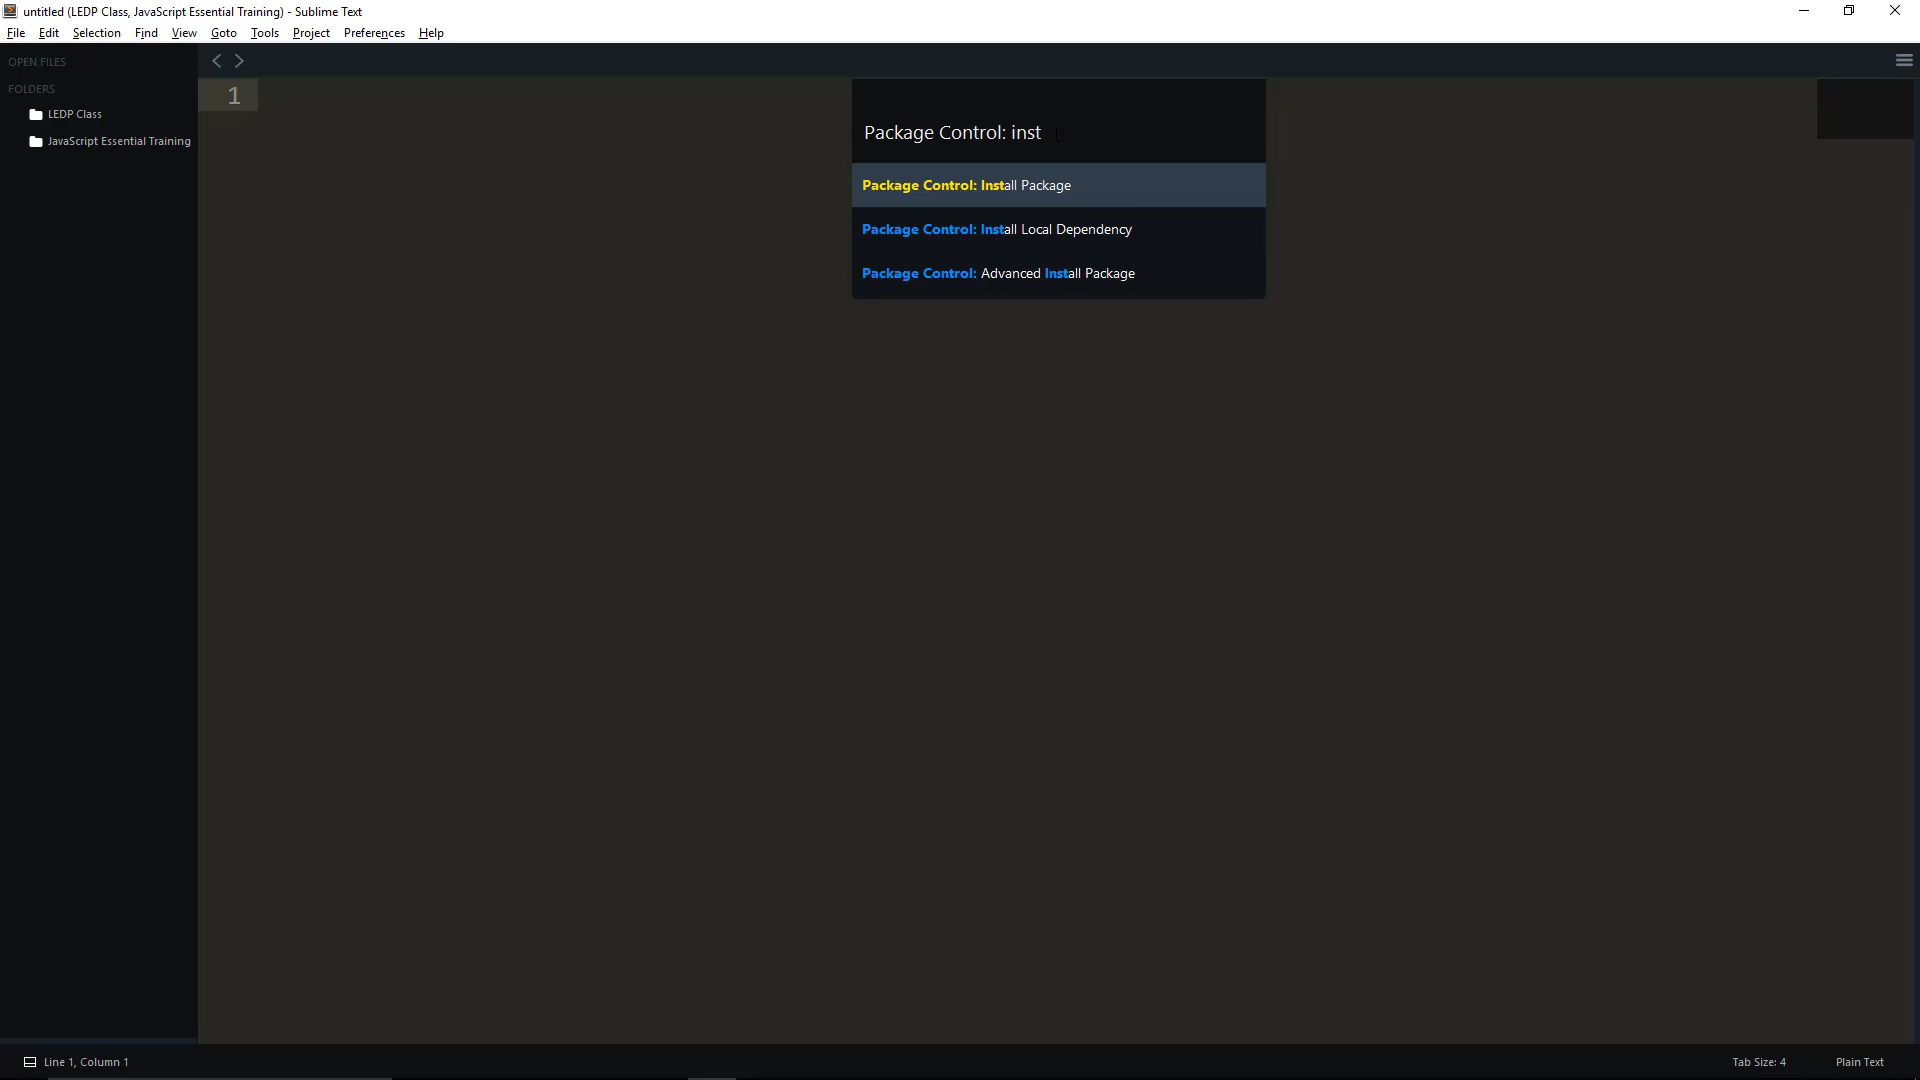 untitled (LEDP Class, JavaScript Essential Training) - Sublime Text
File Edit Selection Find View Goto Tools Project Preferences Help
OPEN FILES
FOLDERS
LEDP Class
JavaScript Essential Training
1
Package Control: inst
Package Control: Install Package
Package Control: Install Local Dependency
Package Control: Advanced Install Package
Line 1, Column 1
Tab Size: 4
Plain Text